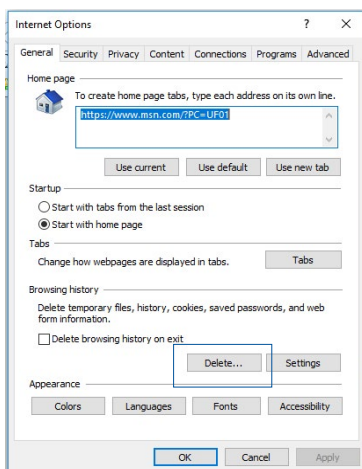 Internet Options ? X
General Security Privacy Content Connections Programs Advanced
Home page
To create home page tabs, type each address on its own line.
https://www.msn.com/?PC=UF01
Use current Use default Use new tab
Startup
Start with tabs from the last session
Start with home page
Tabs
Change how webpages are displayed in tabs. Tabs
Browsing history
Delete temporary files, history, cookies, saved passwords, and web
form information.
Delete browsing history on exit
Delete... Settings
Appearance
Colors Languages Fonts Accessibility
OK Cancel Apply